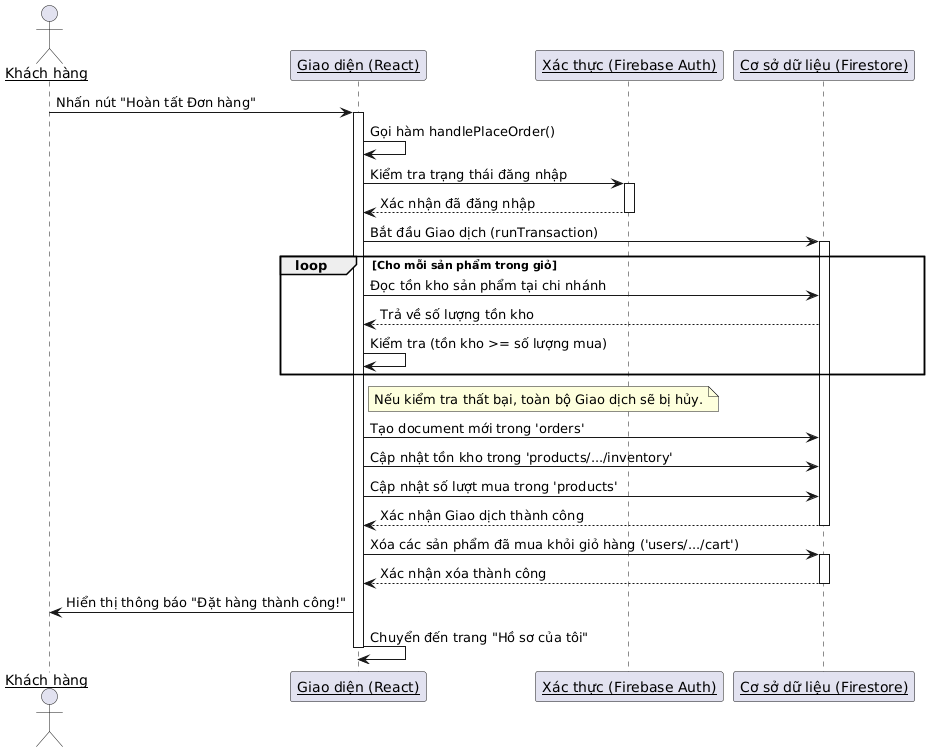 Khách hàng
Giao diện (React)
Xác thực (Firebase Auth)
Cơ sở dữ liệu (Firestore)
Nhấn nút "Hoàn tất Đơn hàng"
Gọi hàm handlePlaceOrder()
Kiểm tra trạng thái đăng nhập
Xác nhận đã đăng nhập
Bắt đầu Giao dịch (runTransaction)
loop
[Cho mỗi sản phẩm trong giỏ]
Đọc tồn kho sản phẩm tại chi nhánh
Trả về số lượng tồn kho
Kiểm tra (tồn kho >= số lượng mua)
Nếu kiểm tra thất bại, toàn bộ Giao dịch sẽ bị hủy.
Tạo document mới trong 'orders'
Cập nhật tồn kho trong 'products/.../inventory'
Cập nhật số lượt mua trong 'products'
Xác nhận Giao dịch thành công
Xóa các sản phẩm đã mua khỏi giỏ hàng ('users/.../cart')
Xác nhận xóa thành công
Hiển thị thông báo "Đặt hàng thành công!"
Chuyển đến trang "Hồ sơ của tôi"
Khách hàng
Giao diện (React)
Xác thực (Firebase Auth)
Cơ sở dữ liệu (Firestore)